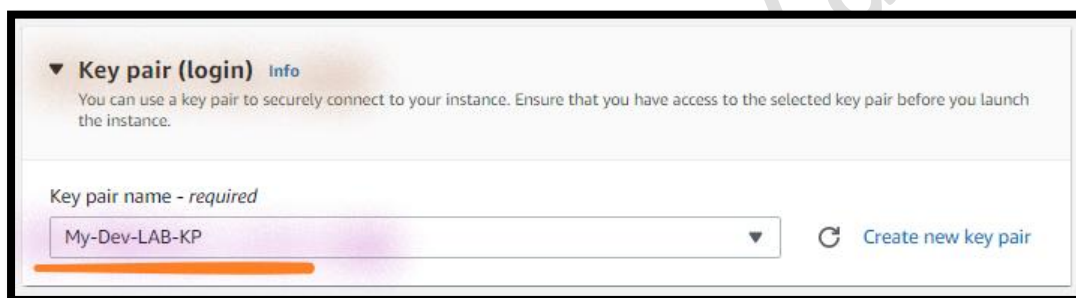 Key pair (login) Info
You can use a key pair to securely connect to your instance. Ensure that you have access to the selected key pair before you launch
the instance.
Key pair name - required
My-Dev-LAB-KP
Create new key pair